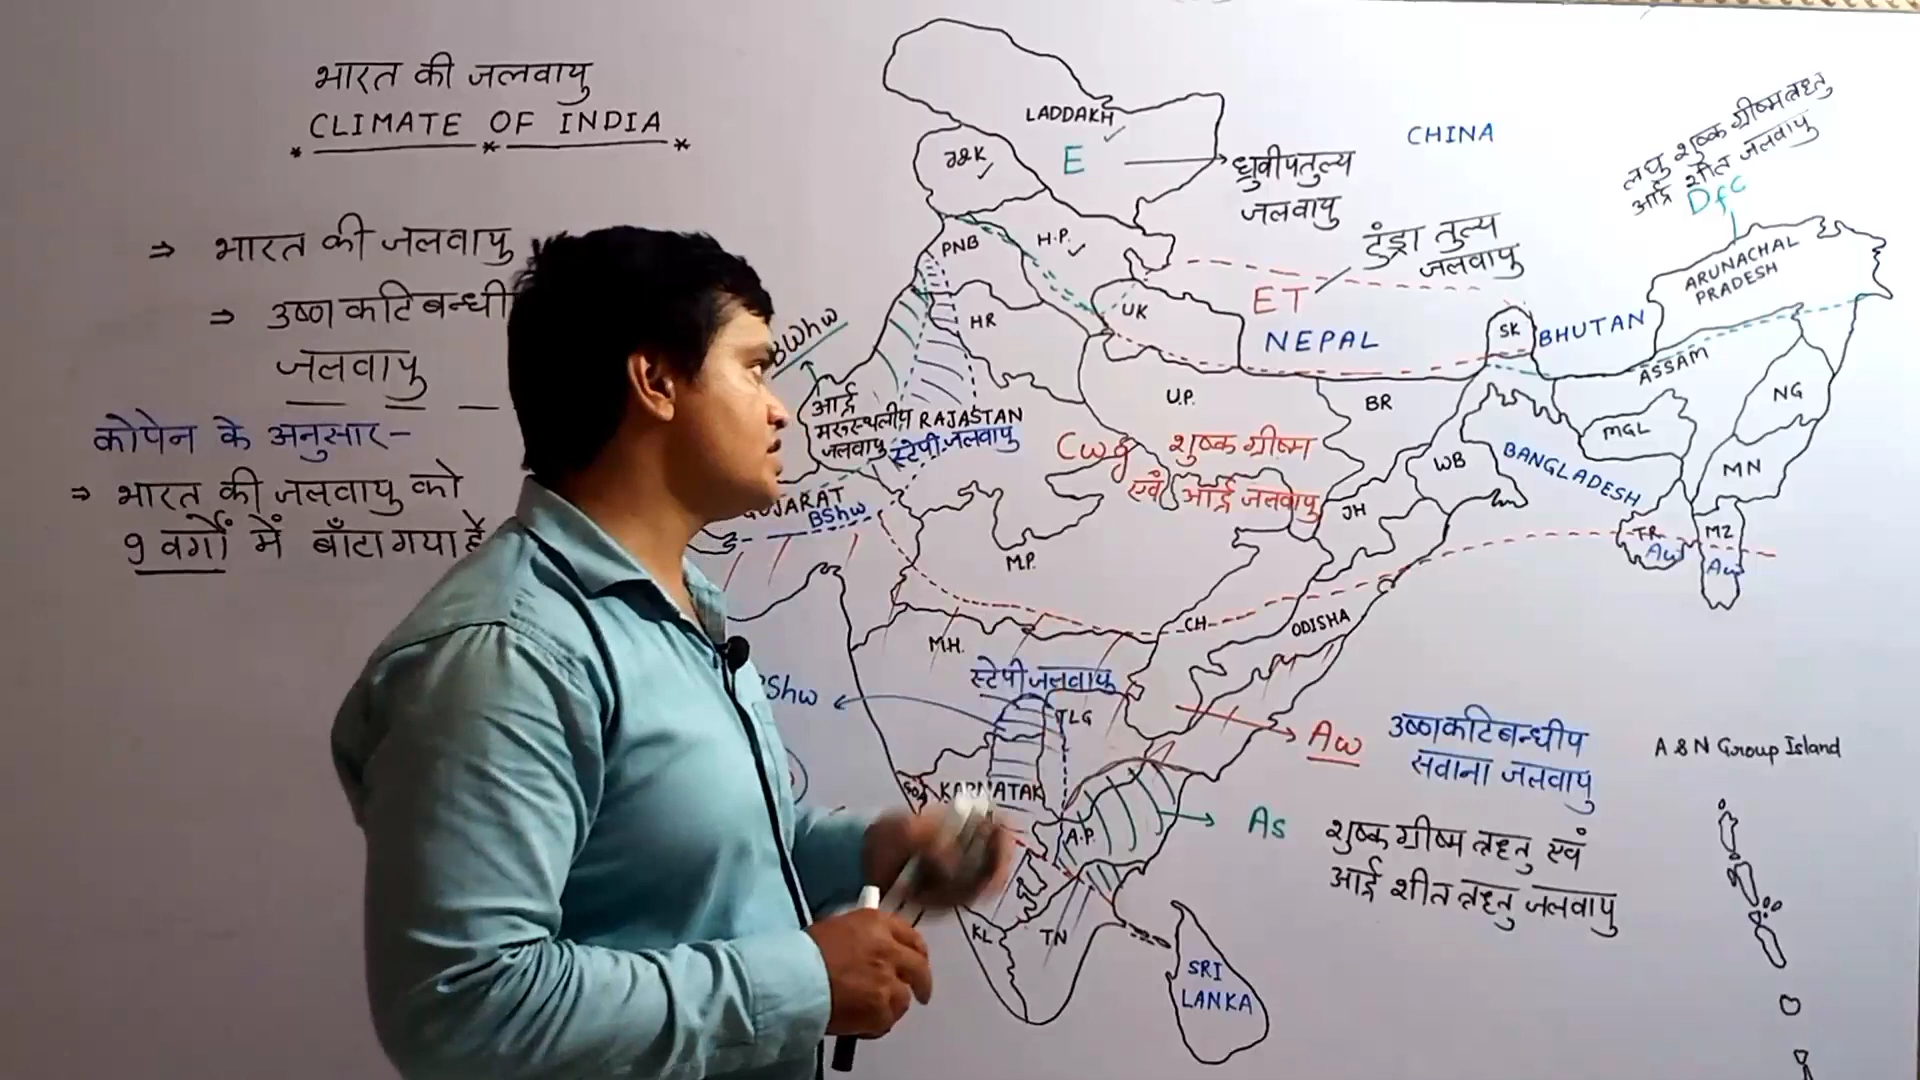 भारत की जलवायु
CLIMATE OF INDIA
⇒ भारत की जलवायु
⇒ उष्ण कटिबन्धी
जलवायु
कोपेन के अनुसार-
⇒ भारत की जलवायु को
9 वर्गों में बाँटा गया है
LADDAKH
J&K
E
ध्रुवीयतुल्य
जलवायु
CHINA
लघु शुष्क ग्रीष्म ऋतु
आर्द्र शीत जलवायु
Dfc
PNB
H.P.
टुंड्रा तुल्य
जलवायु
ET
ARUNACHAL
PRADESH
HR
UK
NEPAL
SK
BHUTAN
ASSAM
BWhw
आर्द्र
मरुस्थलीय
जलवायु
RAJASTAN
स्टेपी जलवायु
U.P.
BR
MGL
NG
Cwg
शुष्क ग्रीष्म
एवं आर्द्र जलवायु
WB
BANGLADESH
MN
GUJARAT
BShw
JH
M.P.
TR
Aw
MZ
Aw
CH
ODISHA
M.H.
स्टेपी जलवायु
Shw
TLG
Aw
उष्णकटिबन्धीय
सवाना जलवायु
A & N Group Island
KARNATAK
A.P.
As
शुष्क ग्रीष्म ऋतु एवं
आर्द्र शीत ऋतु जलवायु
KL
TN
SRI
LANKA